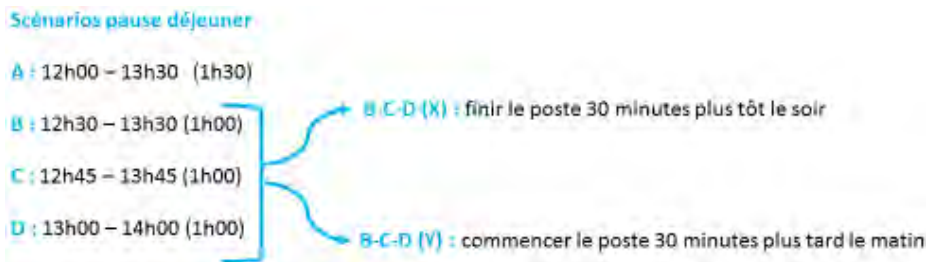 Scénarios pause déjeuner
A : 12h00 – 13h30 (1h30)
B : 12h30 – 13h30 (1h00)
C : 12h45 – 13h45 (1h00)
D : 13h00 – 14h00 (1h00)
B-C-D (X) : finir le poste 30 minutes plus tôt le soir
B-C-D (Y) : commencer le poste 30 minutes plus tard le matin